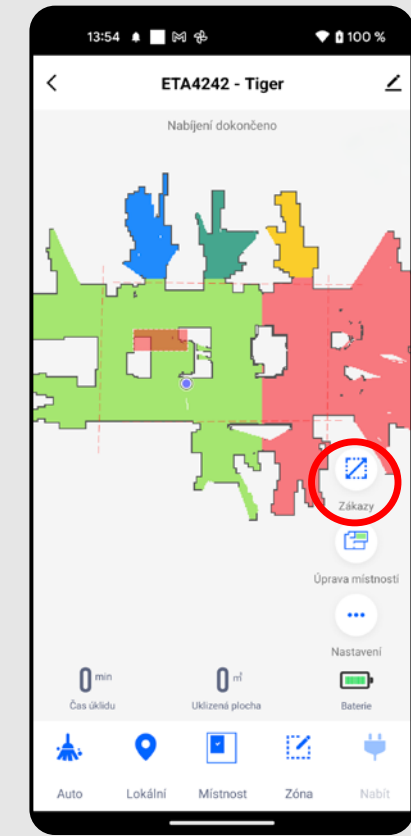 13:54 100 %
ETA4242 - Tiger
Nabíjení dokončeno
Zákazy
Úprava místností
Nastavení
0 min 0 ㎡
Čas úklidu Uklizená plocha Baterie
Auto Lokální Místnost Zóna Nabít